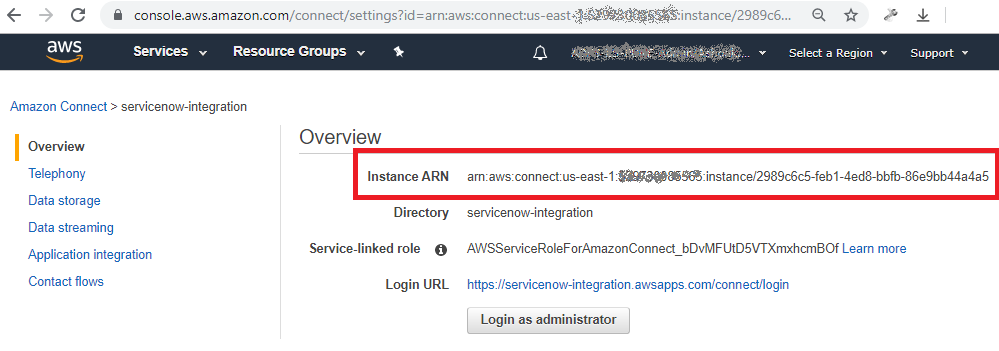 console.aws.amazon.com/connect/settings?id=arn:aws:connect:us-east- :instance/2989c6...
aws Services Resource Groups Select a Region Support
Amazon Connect > servicenow-integration
Overview
Overview
Instance ARN arn:aws:connect:us-east-1: :instance/2989c6c5-feb1-4ed8-bbfb-86e9bb44a4a5
Telephony
Data storage
Directory servicenow-integration
Data streaming
Service-linked role AWSServiceRoleForAmazonConnect_bDvMFUtD5VTXmxhcmBOf Learn more
Application integration
Contact flows
Login URL https://servicenow-integration.awsapps.com/connect/login
Login as administrator